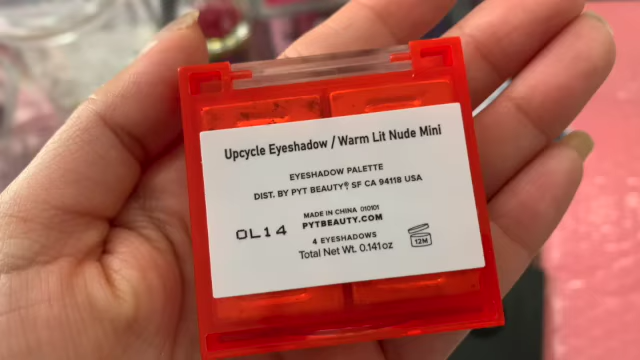 Upcycle Eyeshadow / Warm Lit Nude Mini
EYESHADOW PALETTE
DIST. BY PYT BEAUTY® SF CA 94118 USA
MADE IN CHINA 010101
PYTBEAUTY.COM
OL14
4 EYESHADOWS
Total Net Wt. 0.141oz
12M